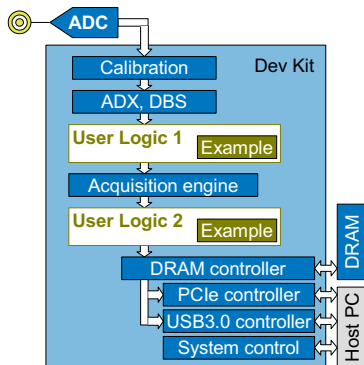 ADC
Dev Kit
Calibration
ADX, DBS
User Logic 1
Example
Acquisition engine
User Logic 2
Example
DRAM controller
DRAM
PCIe controller
USB3.0 controller
System control
Host PC